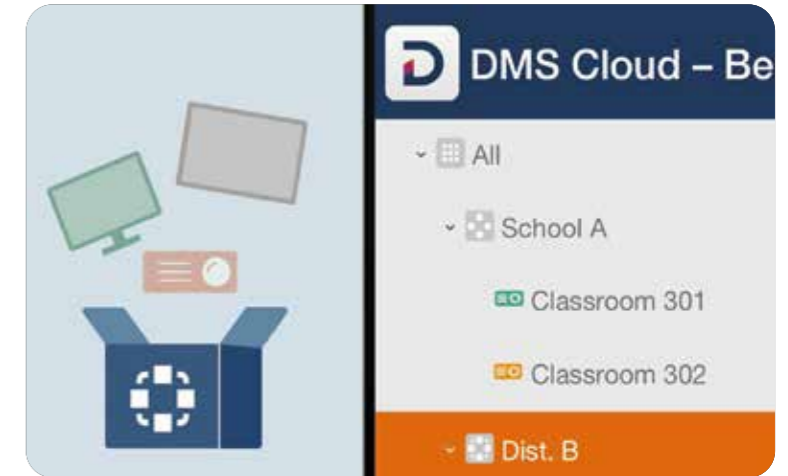 DMS Cloud – Be
All
School A
Classroom 301
Classroom 302
Dist. B